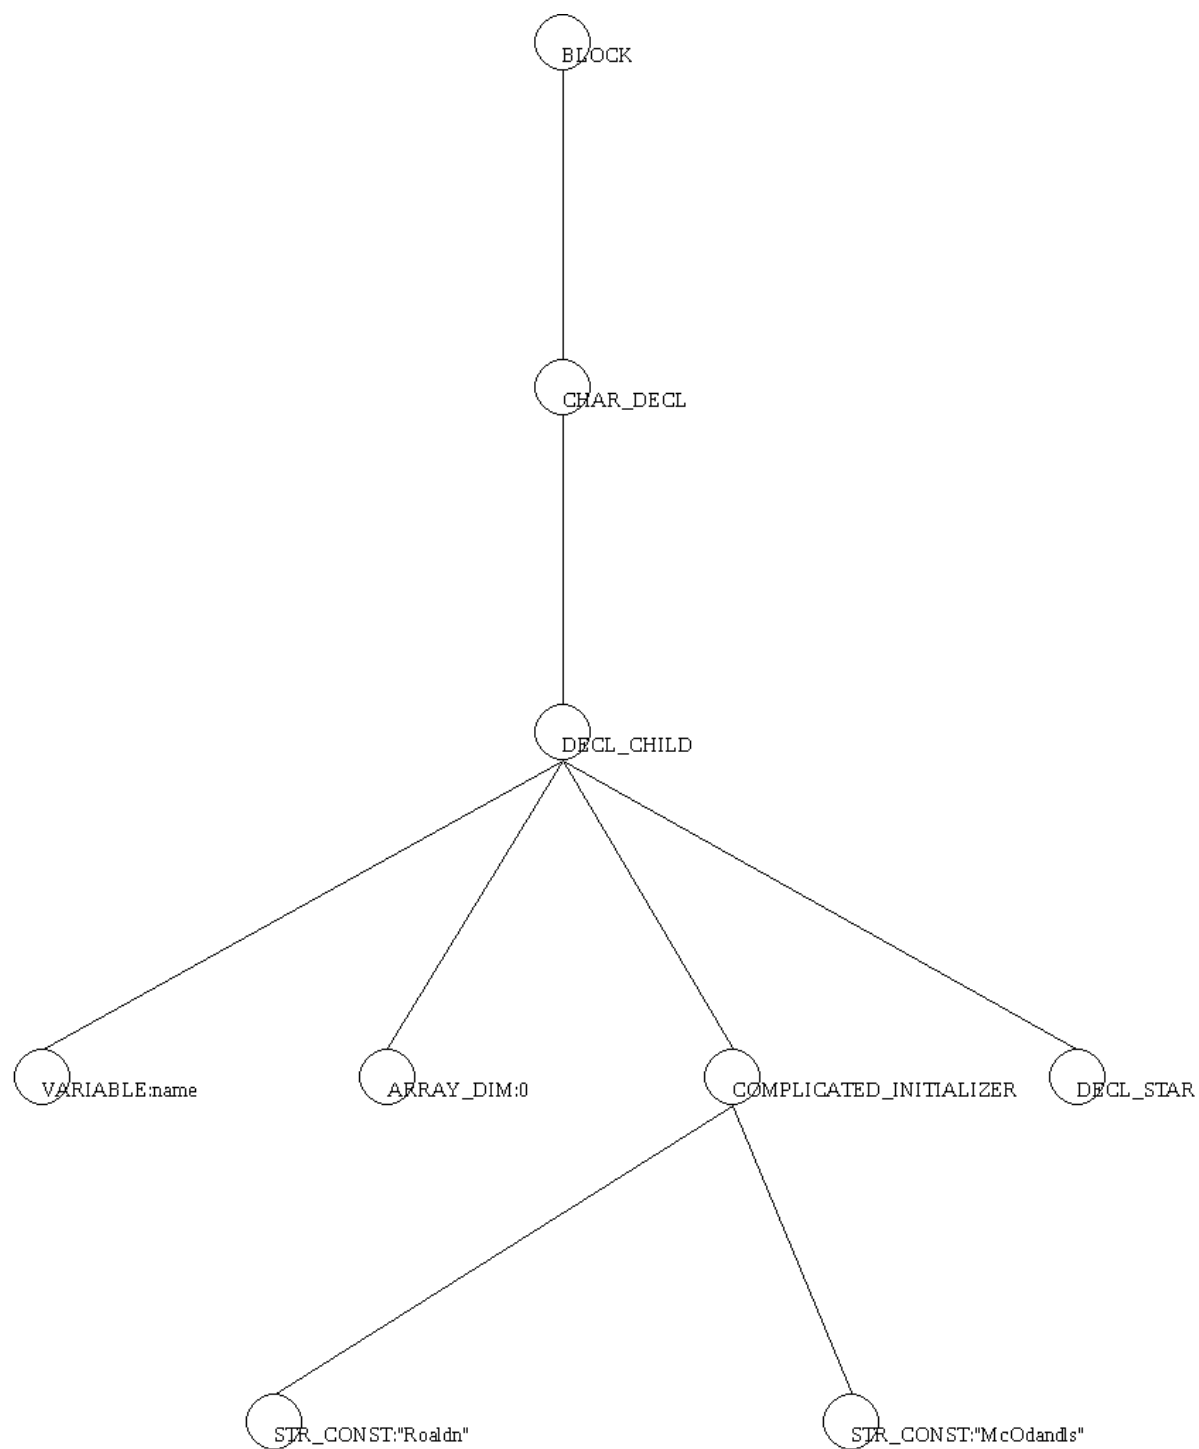 BLOCK
CHAR_DECL
DECL_CHILD
VARIABLE:name
ARRAY_DIM:0
COMPLICATED_INITIALIZER
DECL_STAR
STR_CONST:"Roaldn"
STR_CONST:"McOdandls"